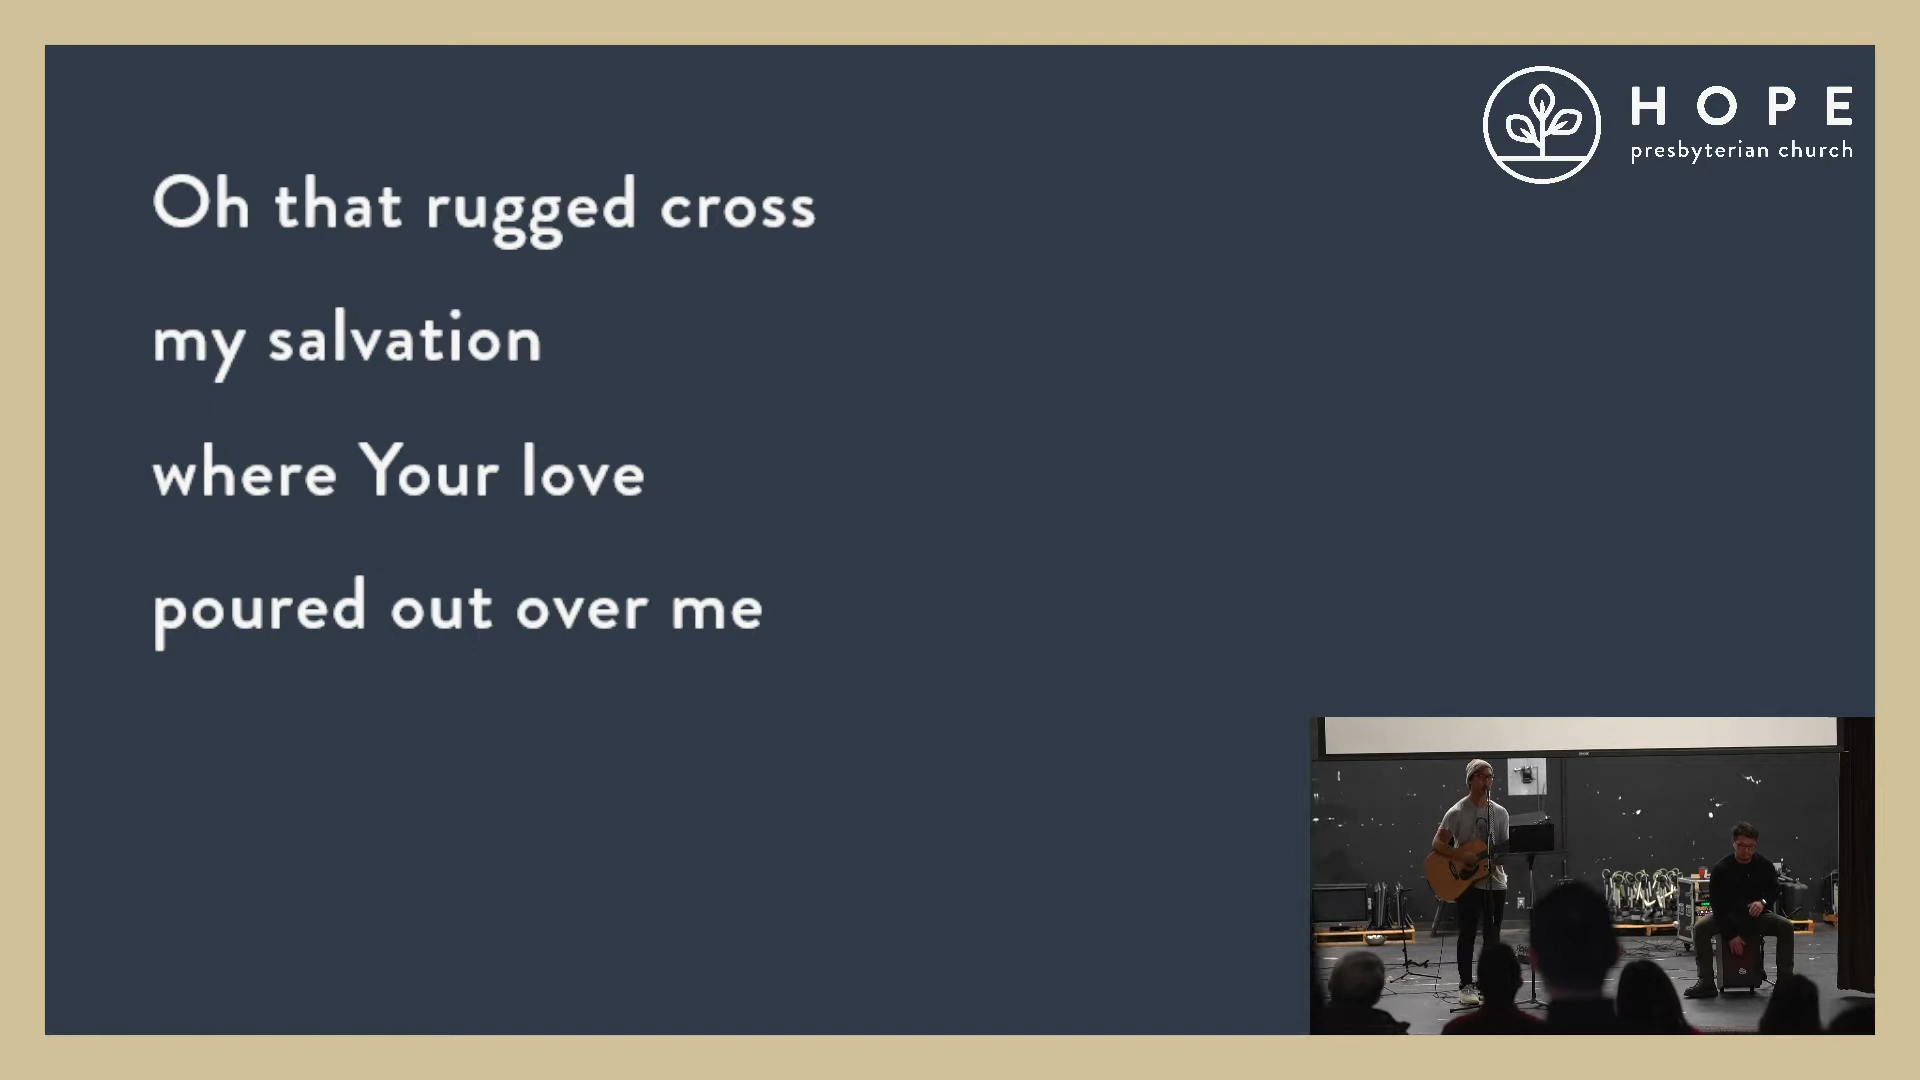 HOPE
presbyterian church
Oh that rugged cross
my salvation
where Your love
poured out over me